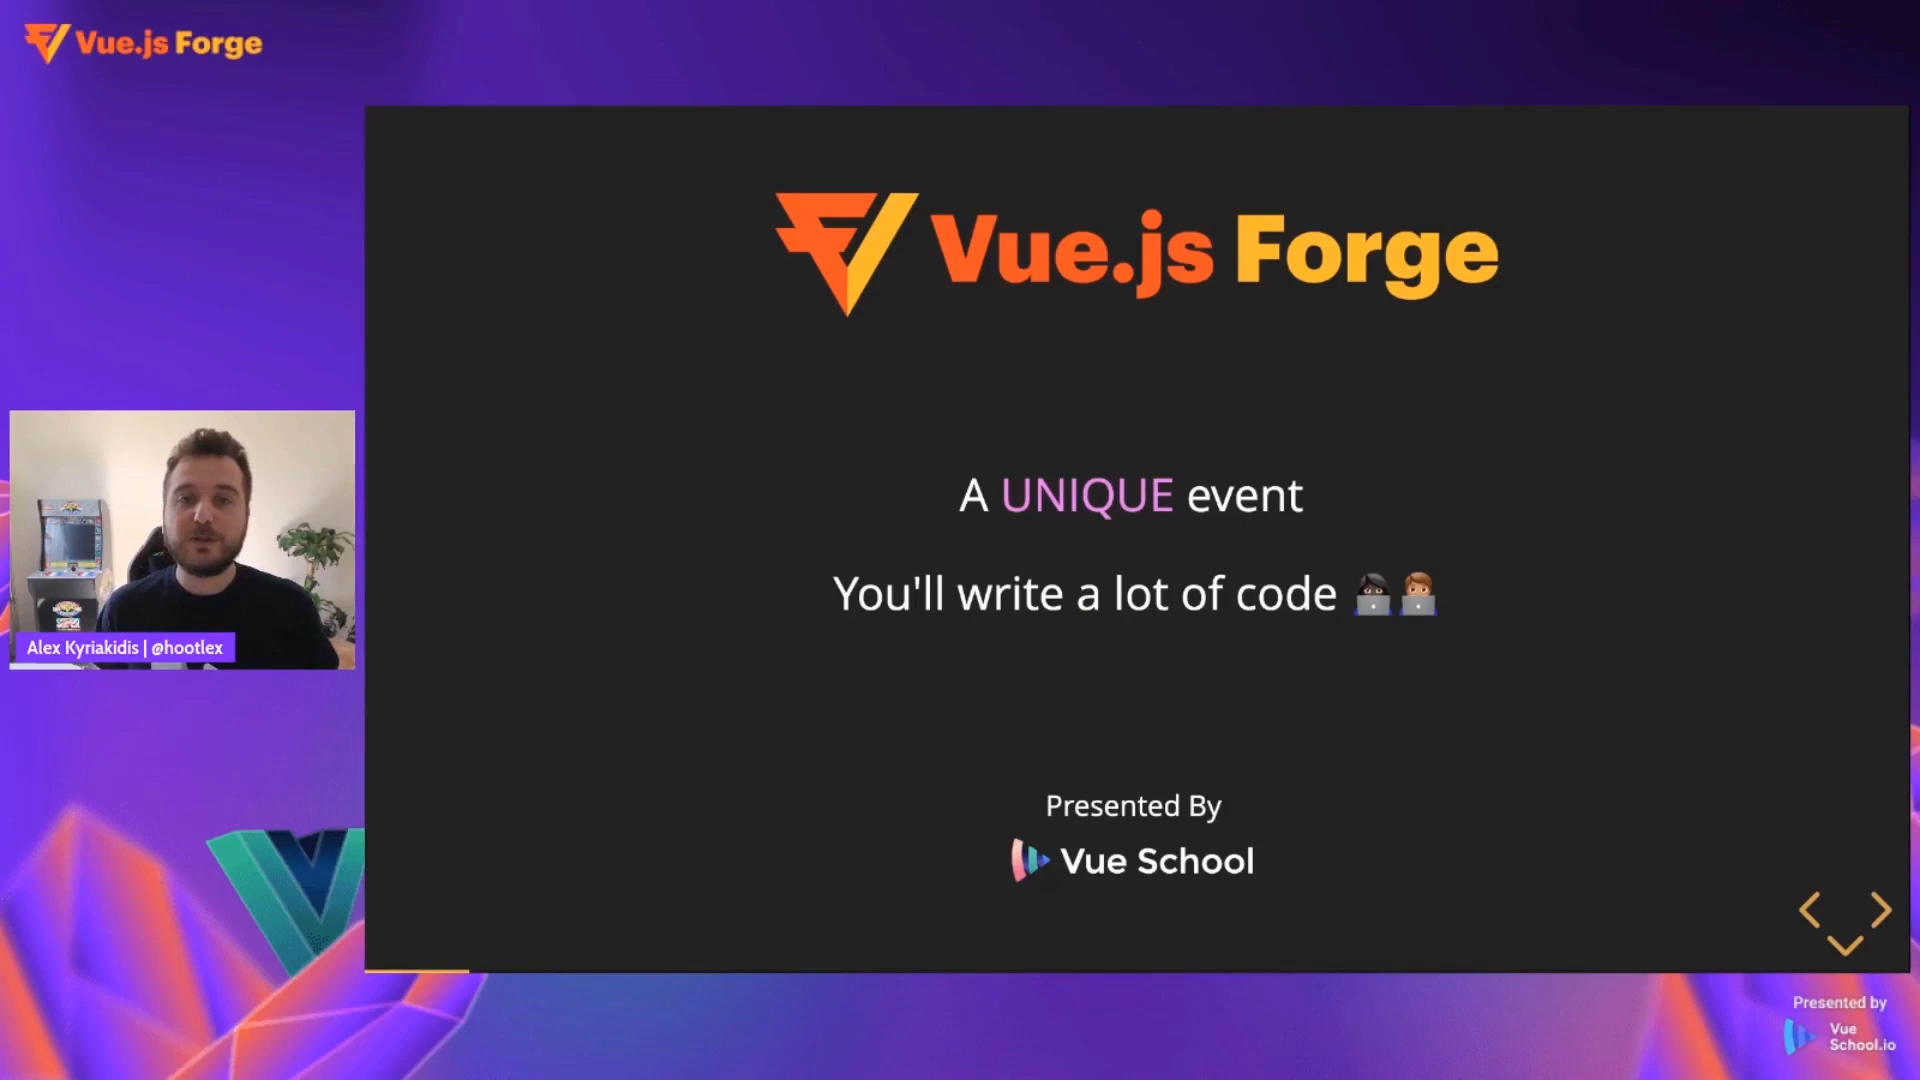 Vue.js Forge
Vue.js Forge
A UNIQUE event
You'll write a lot of code 
Alex Kyriakidis | @hootlex
Presented By
Vue School
Presented by
Vue
School.io